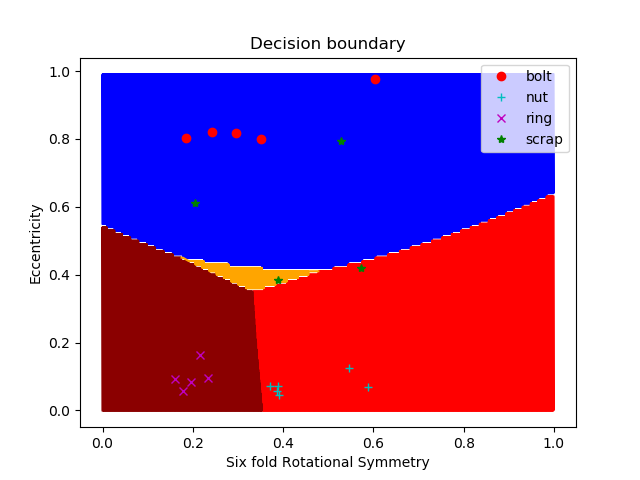 Decision boundary
bolt
nut
ring
scrap
Eccentricity
1.0
0.8
0.6
0.4
0.2
0.0
0.0 0.2 0.4 0.6 0.8 1.0
Six fold Rotational Symmetry